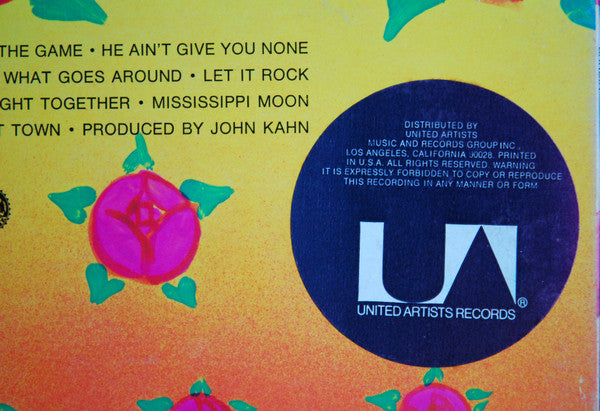 THE GAME • HE AIN'T GIVE YOU NONE
WHAT GOES AROUND • LET IT ROCK
GHT TOGETHER • MISSISSIPPI MOON
T TOWN • PRODUCED BY JOHN KAHN
DISTRIBUTED BY
UNITED ARTISTS
MUSIC AND RECORDS GROUP INC.,
LOS ANGELES, CALIFORNIA 90028. PRINTED
IN U.S.A. ALL RIGHTS RESERVED. WARNING
IT IS EXPRESSLY FORBIDDEN TO COPY OR REPRODUCE
THIS RECORDING IN ANY MANNER OR FORM
UA®
UNITED ARTISTS RECORDS